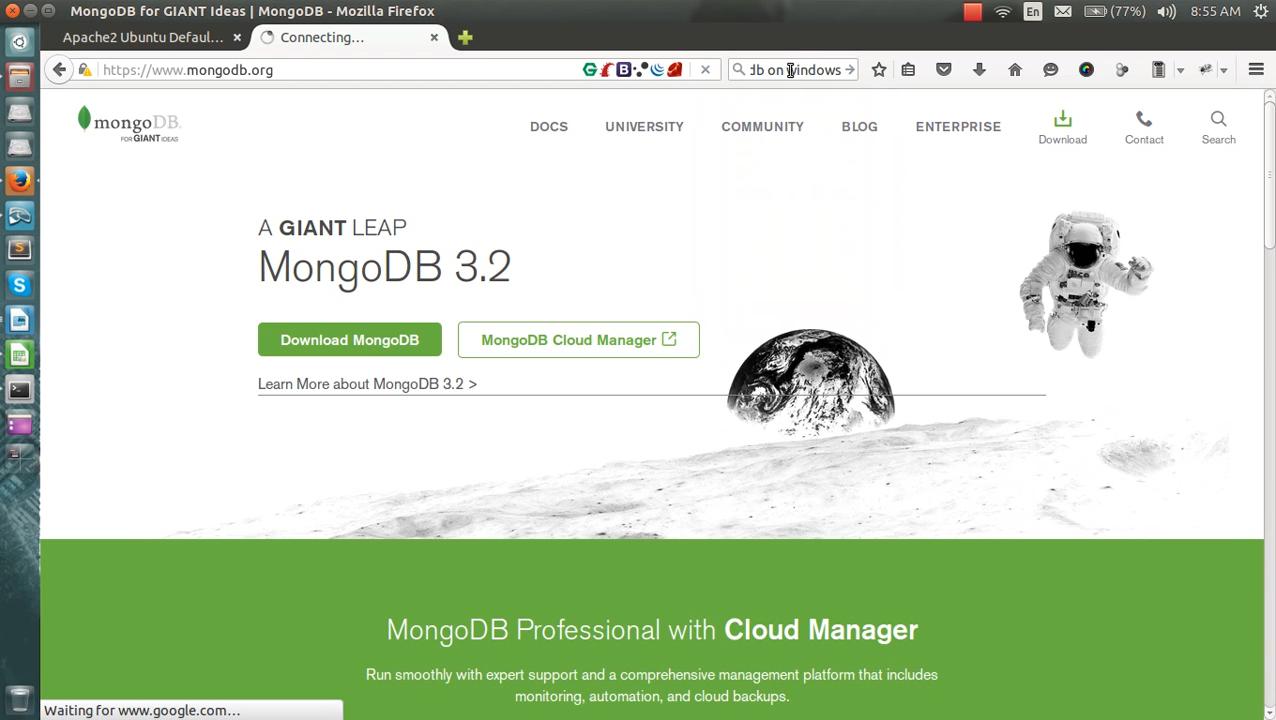 MongoDB for GIANT Ideas | MongoDB - Mozilla Firefox
En
(77%)
8:55 AM
Apache2 Ubuntu Defaul...
Connecting...
https://www.mongodb.org
db on windows
mongoDB.
FOR GIANT IDEAS
DOCS
UNIVERSITY
COMMUNITY
BLOG
ENTERPRISE
Download
Contact
Search
A GIANT LEAP
MongoDB 3.2
Download MongoDB
MongoDB Cloud Manager
Learn More about MongoDB 3.2 >
MongoDB Professional with Cloud Manager
Run smoothly with expert support and a comprehensive management platform that includes
monitoring, automation, and cloud backups.
Waiting for www.google.com...